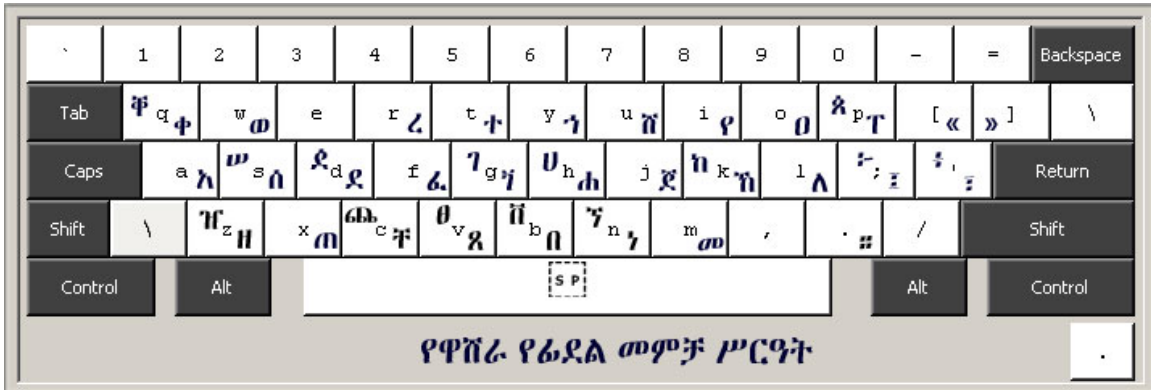 ` 1 2 3 4 5 6 7 8 9 0 - = Backspace
Tab ቐ q ቀ w ወ e r ረ t ተ y ኀ u ሸ i የ o ዐ ጰ p ፐ [ « » ] \
Caps a አ ሠ s ሰ ዸ d ደ f ፈ ገ g ሀ h ሐ j ጀ ከ k ኸ l ለ ፦ ; ፤ ፥ ' ፣ Return
Shift \ ዠ z ዘ x ጠ ጨ c ቸ ፀ v ጸ ቨ b በ ኘ n ነ m መ , . ። / Shift
Control Alt SP Alt Control
የዋሸራ የፊደል መምቻ ሥርዓት .